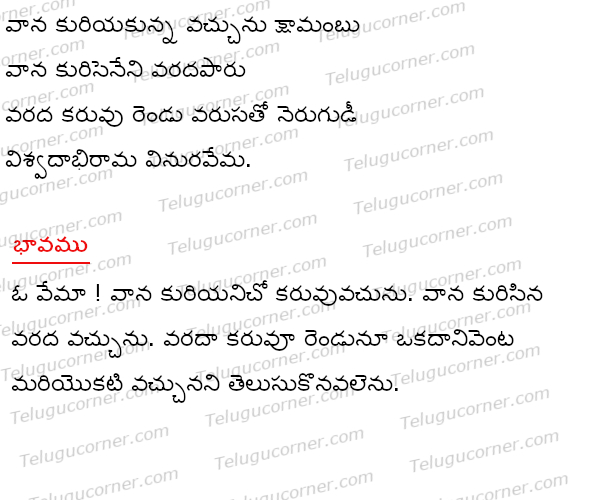 వాన కురియకున్న వచ్చును క్షామంబు
వాన కురిసెనేని వరదపారు
వరద కరువు రెండు వరుసతో నెరుగుడీ
విశ్వదాభిరామ వినురవేమ.
భావము
ఓ వేమా ! వాన కురియనిచో కరువువచును. వాన కురిసిన
వరద వచ్చును. వరదా కరువూ రెండునూ ఒకదానివెంట
మరియొకటి వచ్చునని తెలుసుకొనవలెను.
Telugucorner.com